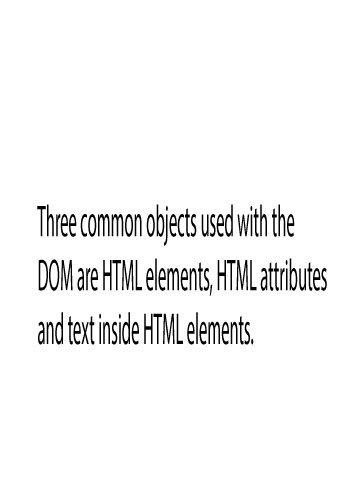 Three common objects used with the
DOM are HTML elements, HTML attributes
and text inside HTML elements.